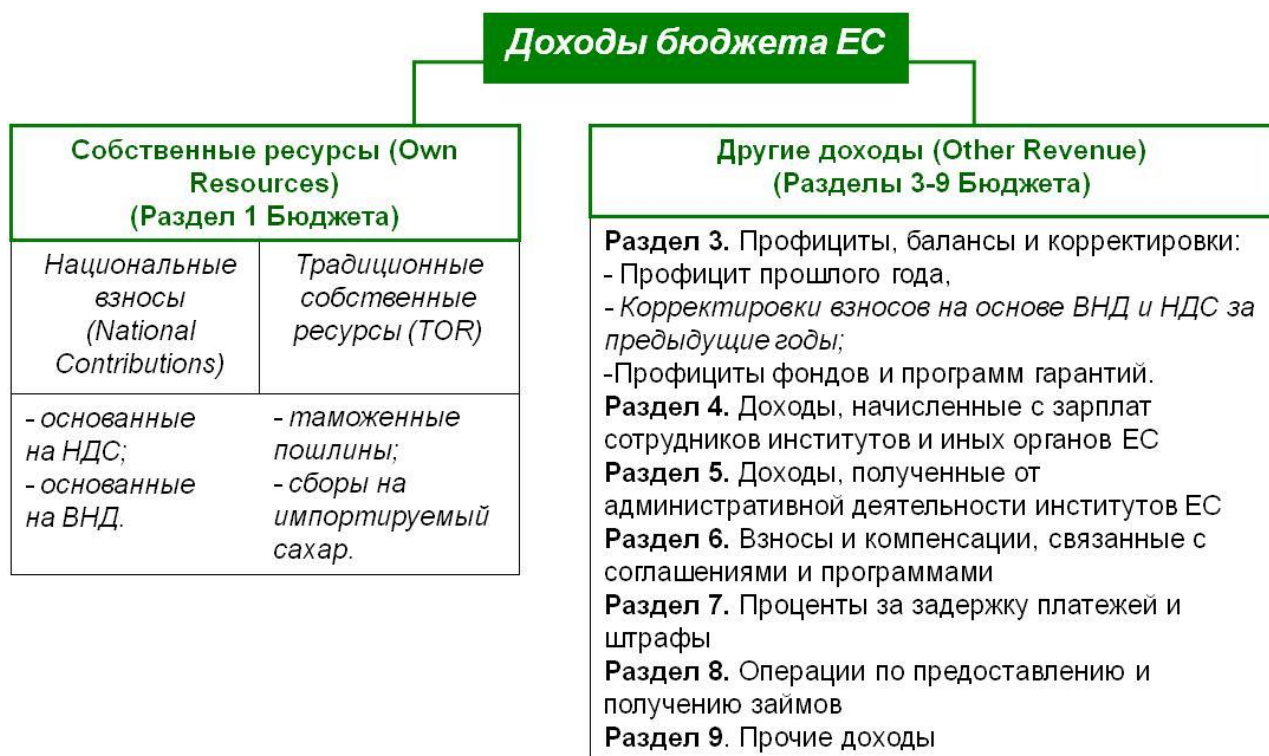 Доходы бюджета ЕС
Собственные ресурсы (Own
Resources)
(Раздел 1 Бюджета)
Национальные
взносы
(National
Contributions)
Традиционные
собственные
ресурсы (TOR)
- основанные
на НДС;
- основанные
на ВНД.
- таможенные
пошлины;
- сборы на
импортируемый
сахар.
Другие доходы (Other Revenue)
(Разделы 3-9 Бюджета)
Раздел 3. Профициты, балансы и корректировки:
- Профицит прошлого года,
- Корректировки взносов на основе ВНД и НДС за
предыдущие годы;
-Профициты фондов и программ гарантий.
Раздел 4. Доходы, начисленные с зарплат
сотрудников институтов и иных органов ЕС
Раздел 5. Доходы, полученные от
административной деятельности институтов ЕС
Раздел 6. Взносы и компенсации, связанные с
соглашениями и программами
Раздел 7. Проценты за задержку платежей и
штрафы
Раздел 8. Операции по предоставлению и
получению займов
Раздел 9. Прочие доходы